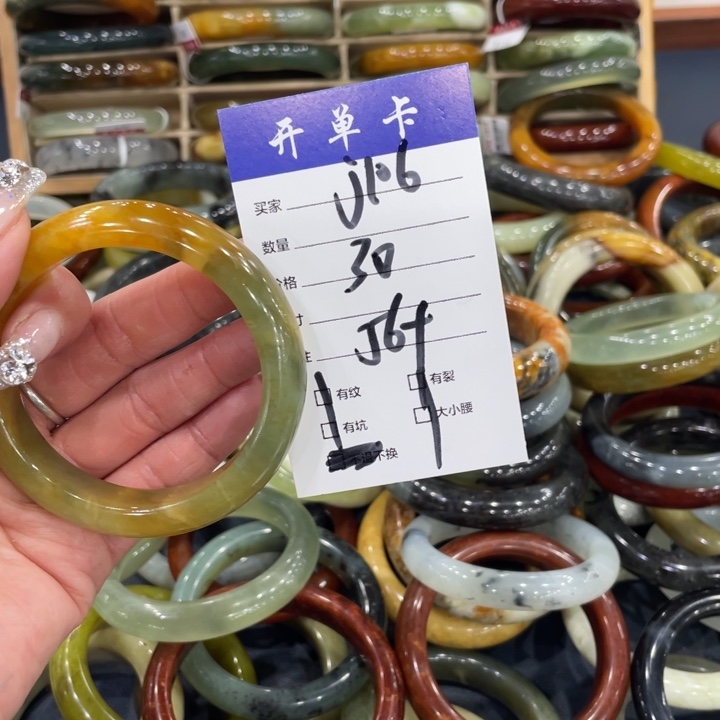 开单卡
买家 jk6
数量
格 30
寸
J64
有纹 有裂
有坑 大小腰
不换